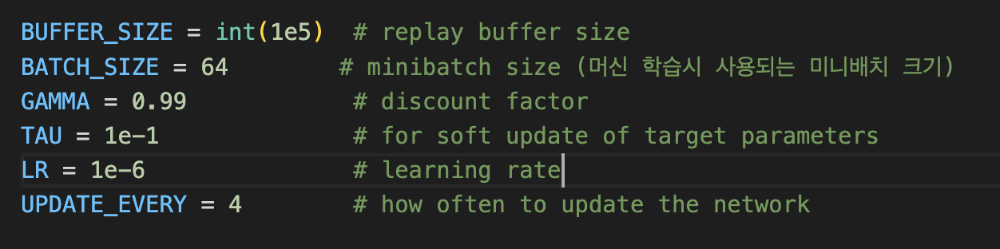 BUFFER_SIZE = int(1e5)  # replay buffer size
BATCH_SIZE = 64        # minibatch size (머신 학습시 사용되는 미니배치 크기)
GAMMA = 0.99            # discount factor
TAU = 1e-1              # for soft update of target parameters
LR = 1e-6               # learning rate
UPDATE_EVERY = 4        # how often to update the network